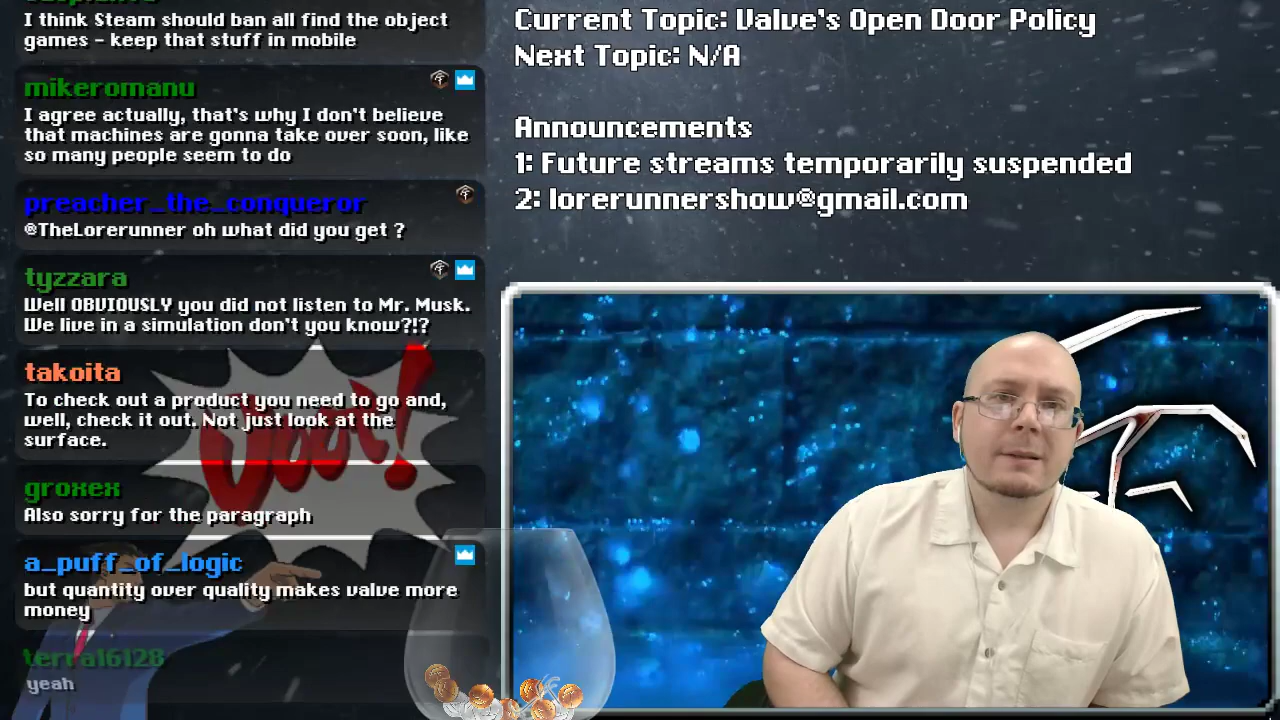 I think Steam should ban all find the object
games - keep that stuff in mobile
mikeromanu
I agree actually, that's why I don't believe
that machines are gonna take over soon, like
so many people seem to do
preacher_the_conqueror
@TheLorerunner oh what did you get ?
tyzzara
Well OBVIOUSLY you did not listen to Mr. Musk.
We live in a simulation don't you know?!?
takoita
To check out a product you need to go and,
well, check it out. Not just look at the
surface.
groxex
Also sorry for the paragraph
a_puff_of_logic
but quantity over quality makes valve more
money
terra16128
yeah
Current Topic: Valve's Open Door Policy
Next Topic: N/A
Announcements
1: Future streams temporarily suspended
2: lorerunnershow@gmail.com